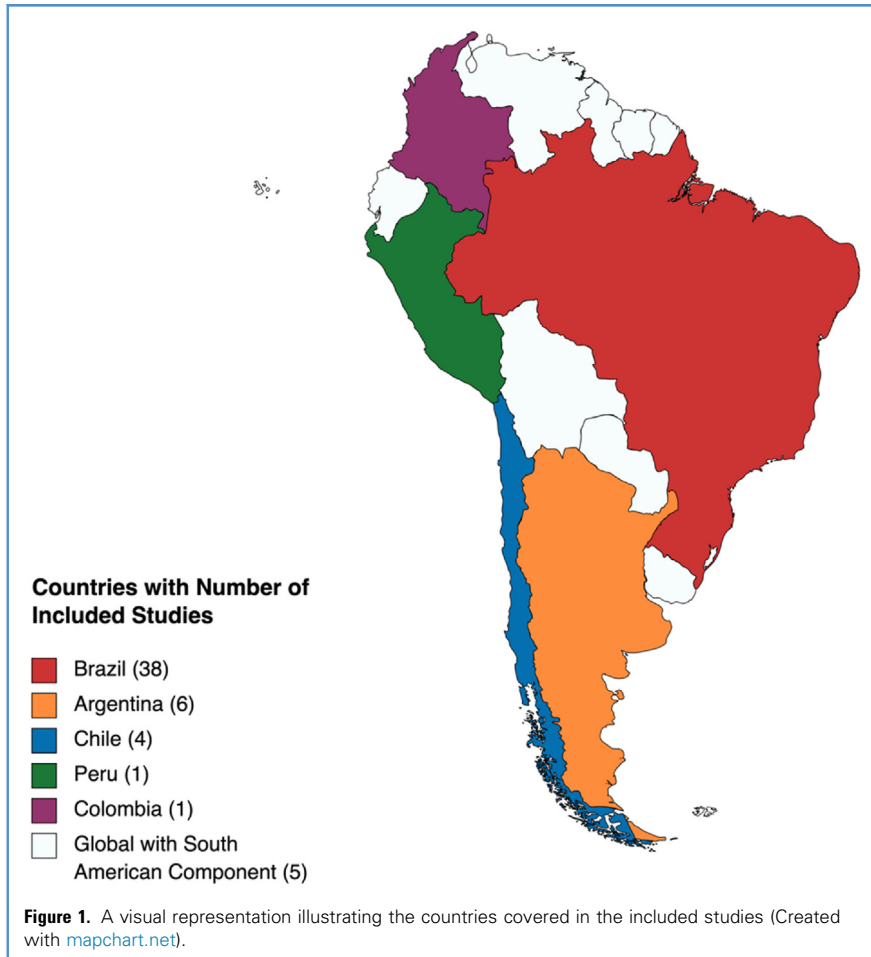 Countries with Number of
Included Studies
Brazil (38)
Argentina (6)
Chile (4)
Peru (1)
Colombia (1)
Global with South
American Component (5)
Figure 1. A visual representation illustrating the countries covered in the included studies (Created
with mapchart.net).